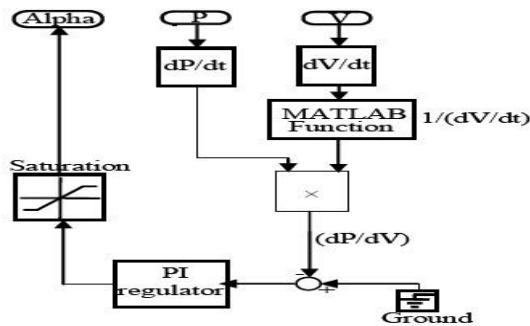 Alpha
P
V
dP/dt
dV/dt
MATLAB
Function
1/(dV/dt)
Saturation
×
(dP/dV)
PI
regulator
-
+
Ground